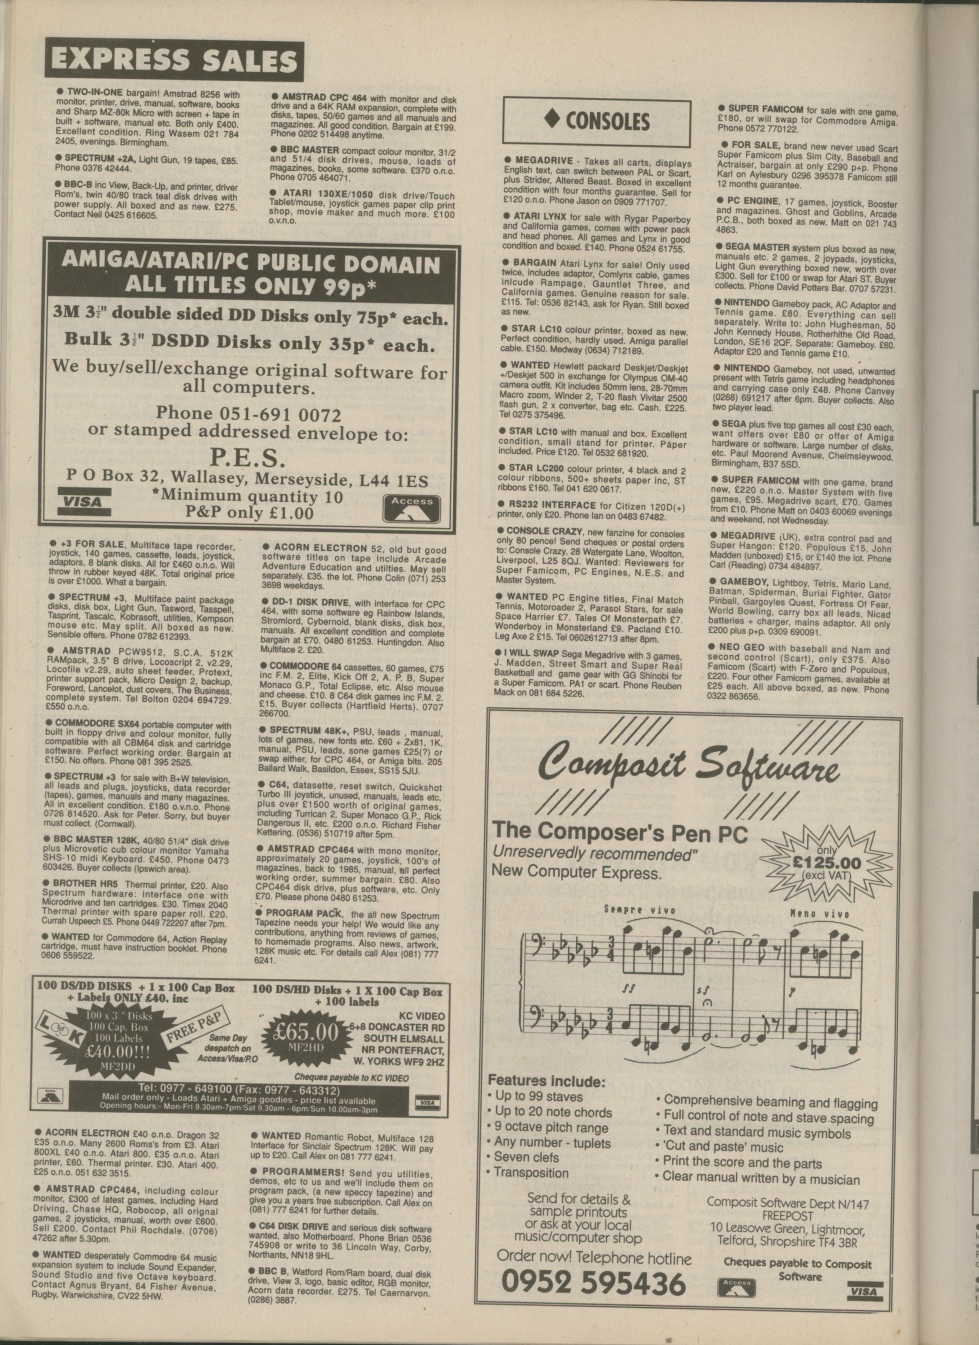 EXPRESS SALES
● TWO-IN-ONE bargain! Amstrad 8256 with
monitor, printer, drive, manual, software, books
and Sharp MZ-80k Micro with screen + tape in
built + software, manual etc. Both only £400.
Excellent condition. Ring Wasem 021 784
2405, evenings. Birmingham.
● SPECTRUM +2A, Light Gun, 19 tapes, £85.
Phone 0376 42444.
● BBC-B inc View, Back-Up, and printer, driver
Rom's, twin 40/80 track teal disk drives with
power supply. All boxed and as new. £275.
Contact Neil 0425 616605.
● AMSTRAD CPC 464 with monitor and disk
drive and a 64K RAM expansion, complete with
disks, tapes, 50/60 games and all manuals and
magazines. All good condition. Bargain at £199.
Phone 0202 514498 anytime.
● BBC MASTER compact colour monitor, 31/2
and 51/4 disk drives, mouse, loads of
magazines, books, some software. £370 o.n.o.
Phone 0705 464071.
● ATARI 130XE/1050 disk drive/Touch
Tablet/mouse, joystick games paper clip print
shop, movie maker and much more. £100
o.v.n.o.
AMIGA/ATARI/PC PUBLIC DOMAIN
ALL TITLES ONLY 99p*
3M 3½" double sided DD Disks only 75p* each.
Bulk 3½" DSDD Disks only 35p* each.
We buy/sell/exchange original software for
all computers.
Phone 051-691 0072
or stamped addressed envelope to:
P.E.S.
P O Box 32, Wallasey, Merseyside, L44 1ES
*Minimum quantity 10
P&P only £1.00
VISA
Access
● +3 FOR SALE, Multiface tape recorder,
joystick, 140 games, cassette, leads, joystick,
adaptors, 8 blank disks. All for £460 o.n.o. Will
throw in rubber keyed 48K. Total original price
is over £1000. What a bargain.
● SPECTRUM +3, Multiface paint package
disks, disk box, Light Gun, Tasword, Tasspell,
Tasprint, Tascalc, Kobrasoft, utilities, Kempson
mouse etc. May split. All boxed as new.
Sensible offers. Phone 0782 612393.
● AMSTRAD PCW9512, S.C.A. 512K
RAMpack, 3.5" B drive, Locoscript 2, v2.29,
Locofile v2.29, auto sheet feeder, Protext,
printer support pack, Micro Design 2, backup,
Foreword, Lancelot, dust covers, The Business,
complete system. Tel Bolton 0204 694729.
£550 o.n.o.
● COMMODORE SX64 portable computer with
built in floppy drive and colour monitor, fully
compatible with all CBM64 disk and cartridge
software. Perfect working order. Bargain at
£150. No offers. Phone 081 395 2525.
● SPECTRUM +3 for sale with B+W television,
all leads and plugs, joysticks, data recorder
(tapes), games, manuals and many magazines.
All in excellent condition. £180 o.v.n.o. Phone
0726 814520. Ask for Peter. Sorry, but buyer
must collect. (Cornwall).
● BBC MASTER 128K, 40/80 51/4" disk drive
plus Microvetic cub colour monitor Yamaha
SHS-10 midi Keyboard. £450. Phone 0473
603426. Buyer collects (Ipswich area).
● BROTHER HR5 Thermal printer, £20. Also
Spectrum hardware: interface one with
Microdrive and ten cartridges. £30. Timex 2040
Thermal printer with spare paper roll. £20.
Currah Uspeech £5. Phone 0449 722207 after 7pm.
● WANTED for Commodore 64, Action Replay
cartridge, must have instruction booklet. Phone
0606 559522.
● ACORN ELECTRON 52, old but good
software titles on tape include Arcade
Adventure Education and utilities. May sell
separately. £35. the lot. Phone Colin (071) 253
3698 weekdays.
● DD-1 DISK DRIVE, with interface for CPC
464, with some software eg Rainbow Islands,
Stromlord, Cybernoid, blank disks, disk box,
manuals. All excellent condition and complete
bargain at £70. 0480 61253. Huntingdon. Also
Multiface 2. £20.
● COMMODORE 64 cassettes, 60 games, £75
inc F.M. 2, Elite, Kick Off 2, A. P. B, Super
Monaco G.P., Total Eclipse, etc. Also mouse
and cheese. £10. 8 C64 disk games inc F.M. 2.
£15. Buyer collects (Hartfield Herts). 0707
266700.
● SPECTRUM 48K+, PSU, leads , manual,
lots of games, new fonts etc. £60 + Zx81, 1K,
manual, PSU, leads, sone games £25(?) or
swap either, for CPC 464, or Amiga bits. 205
Ballard Walk, Basildon, Essex, SS15 5JU.
● C64, datasette, reset switch, Quickshot
Turbo III joystick, unused, manuals, leads etc,
plus over £1500 worth of original games,
including Turrican 2, Super Monaco G.P., Rick
Dangerous II, etc. £200 o.n.o. Richard Fisher
Kettering. (0536) 510719 after 5pm.
● AMSTRAD CPC464 with mono monitor,
approximately 20 games, joystick, 100's of
magazines, back to 1985, manual, all perfect
working order, summer bargain. £80. Also
CPC464 disk drive, plus software, etc. Only
£70. Please phone 0480 61253.
● PROGRAM PACK, the all new Spectrum
Tapezine needs your help! We would like any
contributions, anything from reviews of games,
to homemade programs. Also news, artwork,
128K music etc. For details call Alex (081) 777
6241.
100 DS/DD DISKS + 1 x 100 Cap Box
+ Labels ONLY £40. inc
LOOK
100 x 3½" Disks
100 Cap. Box
100 Labels
£40.00!!!
MF2DD
FREE P&P
Same Day
despatch on
Access/Visa/P.O
100 DS/HD Disks + 1 X 100 Cap Box
+ 100 labels
£65.00
MF2HD
KC VIDEO
6+8 DONCASTER RD
SOUTH ELMSALL
NR PONTEFRACT,
W. YORKS WF9 2HZ
Cheques payable to KC VIDEO
Tel: 0977 - 649100 (Fax: 0977 - 643312)
Mail order only - Loads Atari + Amiga goodies - price list available
Opening hours:- Mon-Fri 9.30am-7pm Sat 9.30am - 6pm Sun 10.00am-3pm
VISA
● ACORN ELECTRON £40 o.n.o. Dragon 32
£35 o.n.o. Many 2600 Roms's from £3. Atari
800XL £40 o.n.o. Atari 800. £35 o.n.o. Atari
printer, £60. Thermal printer. £30. Atari 400.
£25 o.n.o. 051 632 3515.
● AMSTRAD CPC464, including colour
monitor, £300 of latest games, including Hard
Driving, Chase HQ, Robocop, all orignal
games, 2 joysticks, manual, worth over £600.
Sell £200. Contact Phil Rochdale. (0706)
47262 after 5.30pm.
● WANTED desperately Commodore 64 music
expansion system to include Sound Expander,
Sound Studio and five Octave keyboard.
Contact Agnus Bryant, 64 Fisher Avenue,
Rugby, Warwickshire, CV22 5HW.
● WANTED Romantic Robot, Multiface 128
Interface for Sinclair Spectrum 128K. Will pay
up to £20. Call Alex on 081 777 6241.
● PROGRAMMERS! Send you utilities,
demos, etc to us and we'll include them on
program pack, (a new speccy tapezine) and
give you a years free subscription. Call Alex on
(081) 777 6241 for further details.
● C64 DISK DRIVE and serious disk software
wanted, also Motherboard. Phone Brian 0536
745908 or write to 36 Lincoln Way, Corby,
Northants, NN18 9HL.
● BBC B, Watford Rom/Ram board, dual disk
drive, View 3, logo, basic editor, RGB monitor,
Acorn data recorder. £275. Tel Caernarvon.
(0286) 3887.
♦ CONSOLES
● MEGADRIVE - Takes all carts, displays
English text, can switch between PAL or Scart,
plus Strider, Altered Beast. Boxed in excellent
condition with four months guarantee. Sell for
£120 o.n.o. Phone Jason on 0909 771707.
● ATARI LYNX for sale with Rygar Paperboy
and California games, comes with power pack
and head phones. All games and Lynx in good
condition and boxed. £140. Phone 0524 61755.
● BARGAIN Atari Lynx for sale! Only used
twice, includes adaptor, Comlynx cable, games
inlcude Rampage, Gauntlet Three, and
California games. Genuine reason for sale.
£115. Tel: 0536 82143, ask for Ryan. Still boxed
as new.
● STAR LC10 colour printer, boxed as new.
Perfect condition, hardly used. Amiga parallel
cable. £150. Medway (0634) 712189.
● WANTED Hewlett packard Deskjet/Deskjet
+/Deskjet 500 in exchange for Olympus OM-40
camera outfit. Kit includes 50mm lens, 28-70mm
Macro zoom, Winder 2, T-20 flash Vivitar 2500
flash gun, 2 x converter, bag etc. Cash. £225.
Tel 0275 375496.
● STAR LC10 with manual and box. Excellent
condition, small stand for printer. Paper
included. Price £120. Tel 0532 681920.
● STAR LC200 colour printer, 4 black and 2
colour ribbons, 500+ sheets paper inc, ST
ribbons £160. Tel 041 620 0617.
● RS232 INTERFACE for Citizen 120D(+)
printer, only £20. Phone Ian on 0483 67482.
● CONSOLE CRAZY, new fanzine for consoles
only 80 pence! Send cheques or postal orders
to: Console Crazy, 28 Watergate Lane, Woolton,
Liverpool, L25 8QJ. Wanted: Reviewers for
Super Famicom, PC Engines, N.E.S. and
Master System.
● WANTED PC Engine titles, Final Match
Tennis, Motoroader 2, Parasol Stars, for sale
Space Harrier £7. Tales Of Monsterpath £7.
Wonderboy in Monsterland £9. Pacland £10.
Leg Axe 2 £15. Tel 0602612713 after 8pm.
● I WILL SWAP Sega Megadrive with 3 games,
J. Madden, Street Smart and Super Real
Basketball and game gear with GG Shinobi for
a Super Famicom. PA1 or scart. Phone Reuben
Mack on 081 684 5226.
● SUPER FAMICOM for sale with one game,
£180, or will swap for Commodore Amiga.
Phone 0572 770122.
● FOR SALE, brand new never used Scart
Super Famicom plus Sim City, Baseball and
Actraiser, bargain at only £290 p+p. Phone
Karl on Aylesbury 0296 395378 Famicom still
12 months guarantee.
● PC ENGINE, 17 games, joystick, Booster
and magazines. Ghost and Goblins, Arcade
P.C.B., both boxed as new. Matt on 021 743
4863.
● SEGA MASTER system plus boxed as new,
manuals etc. 2 games, 2 joypads, joysticks,
Light Gun everything boxed new, worth over
£300. Sell for £100 or swap for Atari ST. Buyer
collects. Phone David Potters Bar. 0707 57231.
● NINTENDO Gameboy pack, AC Adaptor and
Tennis game. £80. Everything can sell
separately. Write to: John Hughesman, 50
John Kennedy House, Rotherhithe Old Road,
London, SE16 2QF. Separate: Gameboy. £60.
Adaptor £20 and Tennis game £10.
● NINTENDO Gameboy, not used, unwanted
present with Tetris game including headphones
and carrying case only £48. Phone Canvey
(0268) 691217 after 6pm. Buyer collects. Also
two player lead.
● SEGA plus five top games all cost £30 each,
want offers over £80 or offer of Amiga
hardware or software. Large number of disks,
etc. Paul Moorend Avenue, Chelmsleywood,
Birmingham, B37 5SD.
● SUPER FAMICOM with one game, brand
new, £220 o.n.o. Master System with five
games, £95. Megadrive scart, £70. Games
from £10. Phone Matt on 0403 60069 evenings
and weekend, not Wednesday.
● MEGADRIVE (UK), extra control pad and
Super Hangon: £120. Populous £15, John
Madden (unboxed) £15, or £140 the lot. Phone
Carl (Reading) 0734 484897.
● GAMEBOY, Lightboy, Tetris, Mario Land,
Batman, Spiderman, Buriai Fighter, Gator
Pinball, Gargoyles Quest, Fortress Of Fear,
World Bowling, carry box and leads, Nicad
batteries + charger, mains adaptor. All only
£200 plus p+p. 0309 690091.
● NEO GEO with baseball and Nam and
second control (Scart), only £375. Also
Famicom (Scart) with F-Zero and Populous,
£220. Four other Famicom games, available at
£25 each. All above boxed, as new. Phone
0322 863656.
Composit Software
The Composer's Pen PC
Unreservedly recommended"
New Computer Express.
only
£125.00
(excl VAT)
Sempre vivo
Meno vivo
ff
sf
p
Features include:
• Up to 99 staves
• Up to 20 note chords
• 9 octave pitch range
• Any number - tuplets
• Seven clefs
• Transposition
• Comprehensive beaming and flagging
• Full control of note and stave spacing
• Text and standard music symbols
• 'Cut and paste' music
• Print the score and the parts
• Clear manual written by a musician
Send for details &
sample printouts
or ask at your local
music/computer shop
Order now! Telephone hotline
0952 595436
Composit Software Dept N/147
FREEPOST
10 Leasowe Green, Lightmoor,
Telford, Shropshire TF4 3BR
Cheques payable to Composit
Software
Access
VISA